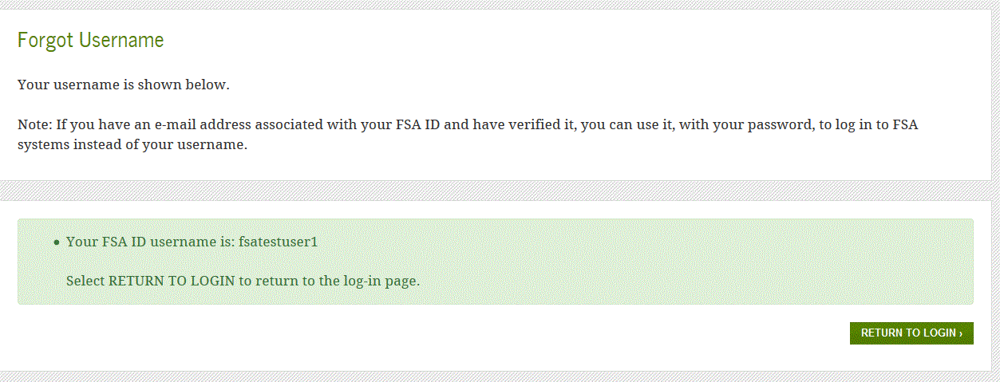 Forgot Username
Your username is shown below.
Note: If you have an e-mail address associated with your FSA ID and have verified it, you can use it, with your password, to log in to FSA
systems instead of your username.
• Your FSA ID username is: fsatestuser1
Select RETURN TO LOGIN to return to the log-in page.
RETURN TO LOGIN ›